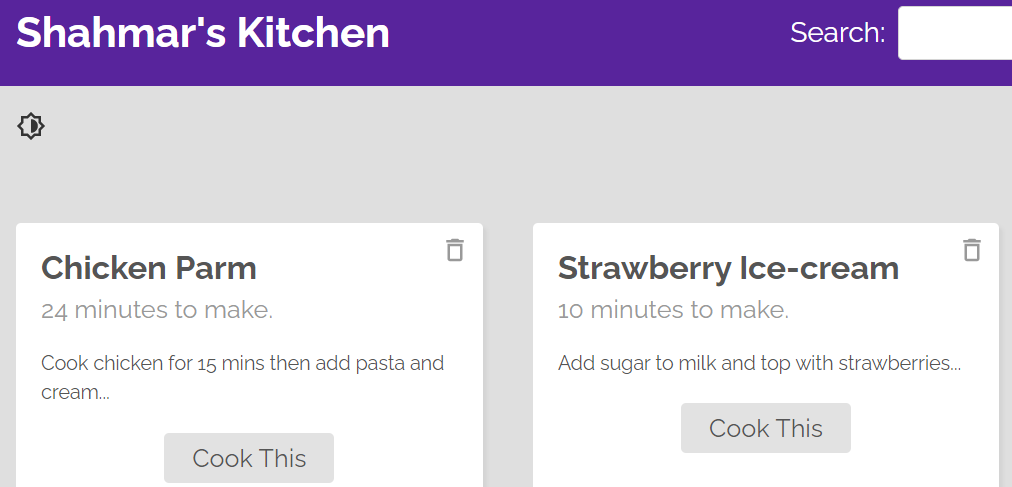 Shahmar's Kitchen
Search:
Chicken Parm
24 minutes to make.
Cook chicken for 15 mins then add pasta and
cream...
Cook This
Strawberry Ice-cream
10 minutes to make.
Add sugar to milk and top with strawberries...
Cook This